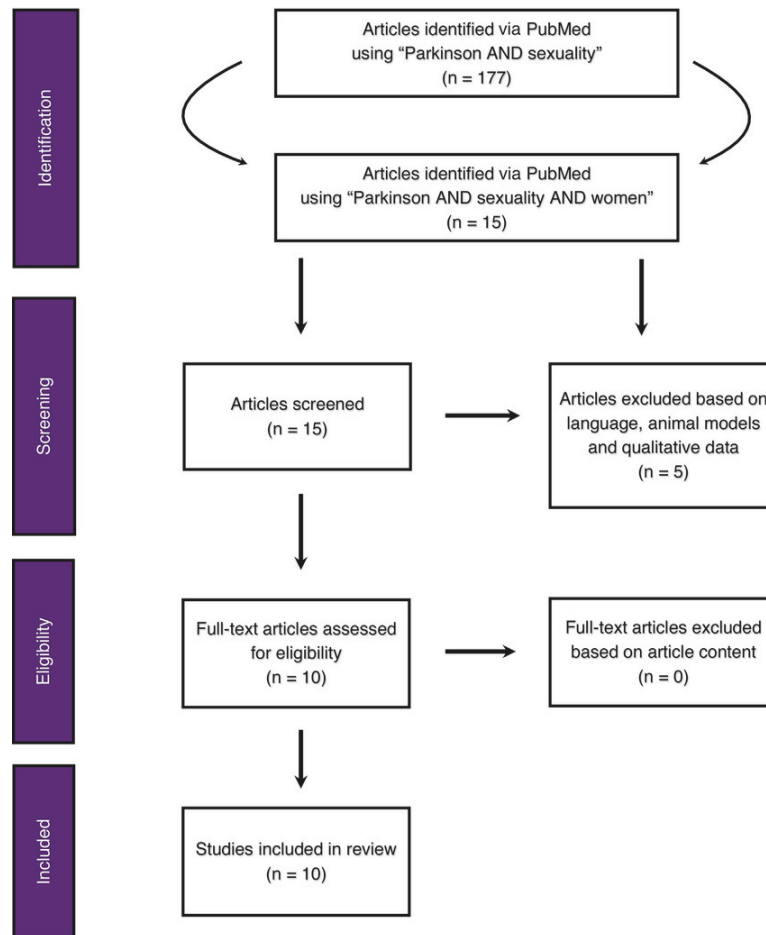 Identification
Articles identified via PubMed
using “Parkinson AND sexuality”
(n = 177)
Articles identified via PubMed
using “Parkinson AND sexuality AND women”
(n = 15)
Screening
Articles screened
(n = 15)
Articles excluded based on
language, animal models
and qualitative data
(n = 5)
Eligibility
Full-text articles assessed
for eligibility
(n = 10)
Full-text articles excluded
based on article content
(n = 0)
Included
Studies included in review
(n = 10)